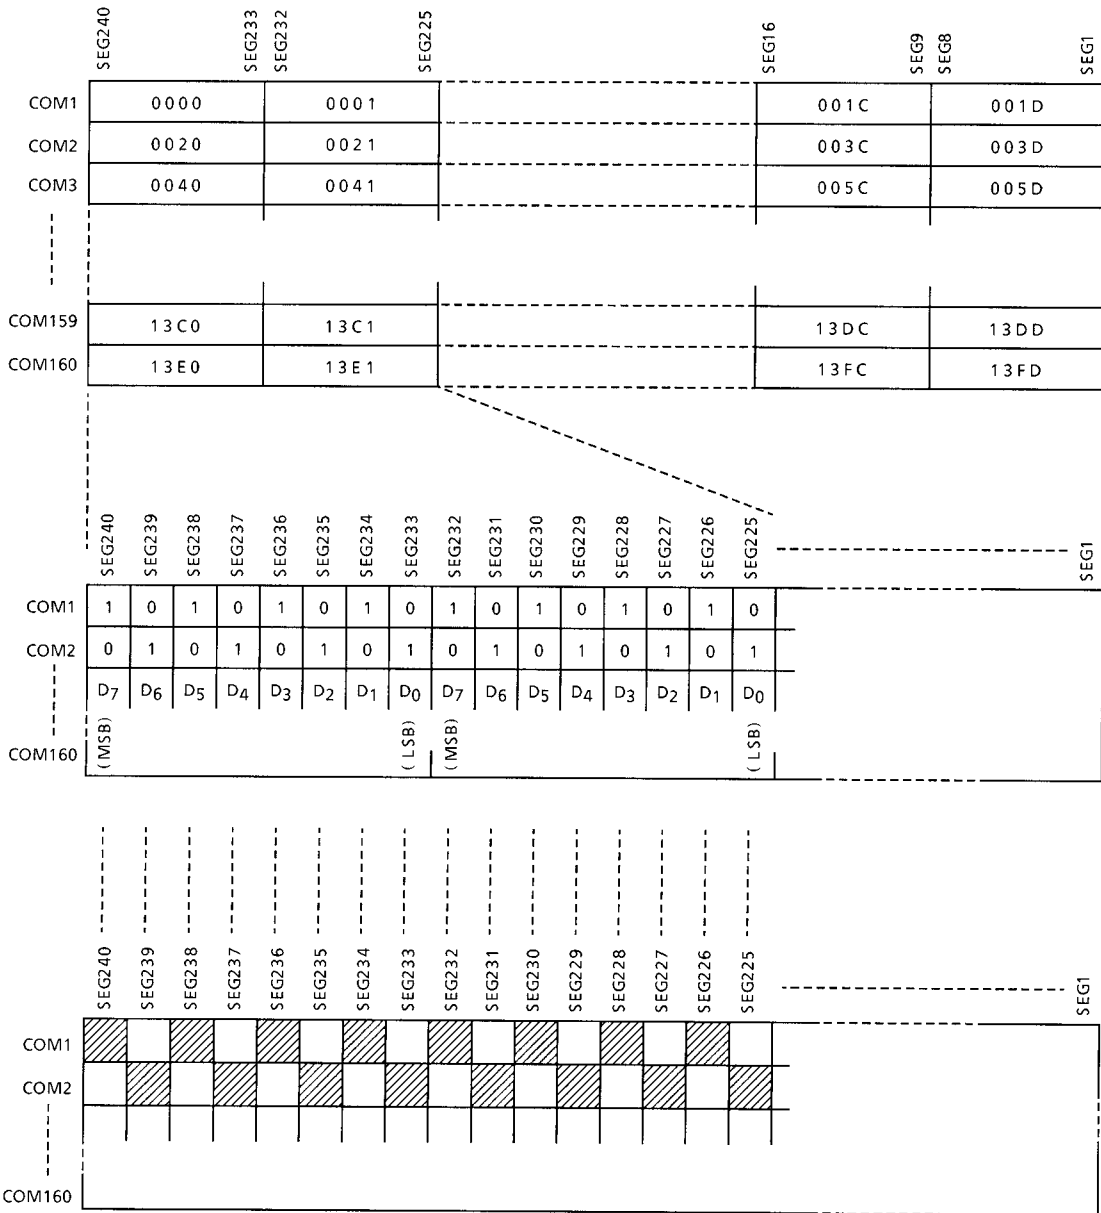 SEG240 SEG233 SEG232 SEG225 SEG16 SEG9 SEG8 SEG1
COM1 0000 0001 001C 001D
COM2 0020 0021 003C 003D
COM3 0040 0041 005C 005D
COM159 13C0 13C1 13DC 13DD
COM160 13E0 13E1 13FC 13FD
SEG240 SEG239 SEG238 SEG237 SEG236 SEG235 SEG234 SEG233 SEG232 SEG231 SEG230 SEG229 SEG228 SEG227 SEG226 SEG225 SEG1
COM1 1 0 1 0 1 0 1 0 1 0 1 0 1 0 1 0
COM2 0 1 0 1 0 1 0 1 0 1 0 1 0 1 0 1
D7 D6 D5 D4 D3 D2 D1 D0 D7 D6 D5 D4 D3 D2 D1 D0
COM160 (MSB) (LSB) (MSB) (LSB)
SEG240 SEG239 SEG238 SEG237 SEG236 SEG235 SEG234 SEG233 SEG232 SEG231 SEG230 SEG229 SEG228 SEG227 SEG226 SEG225 SEG1
COM1
COM2
COM160